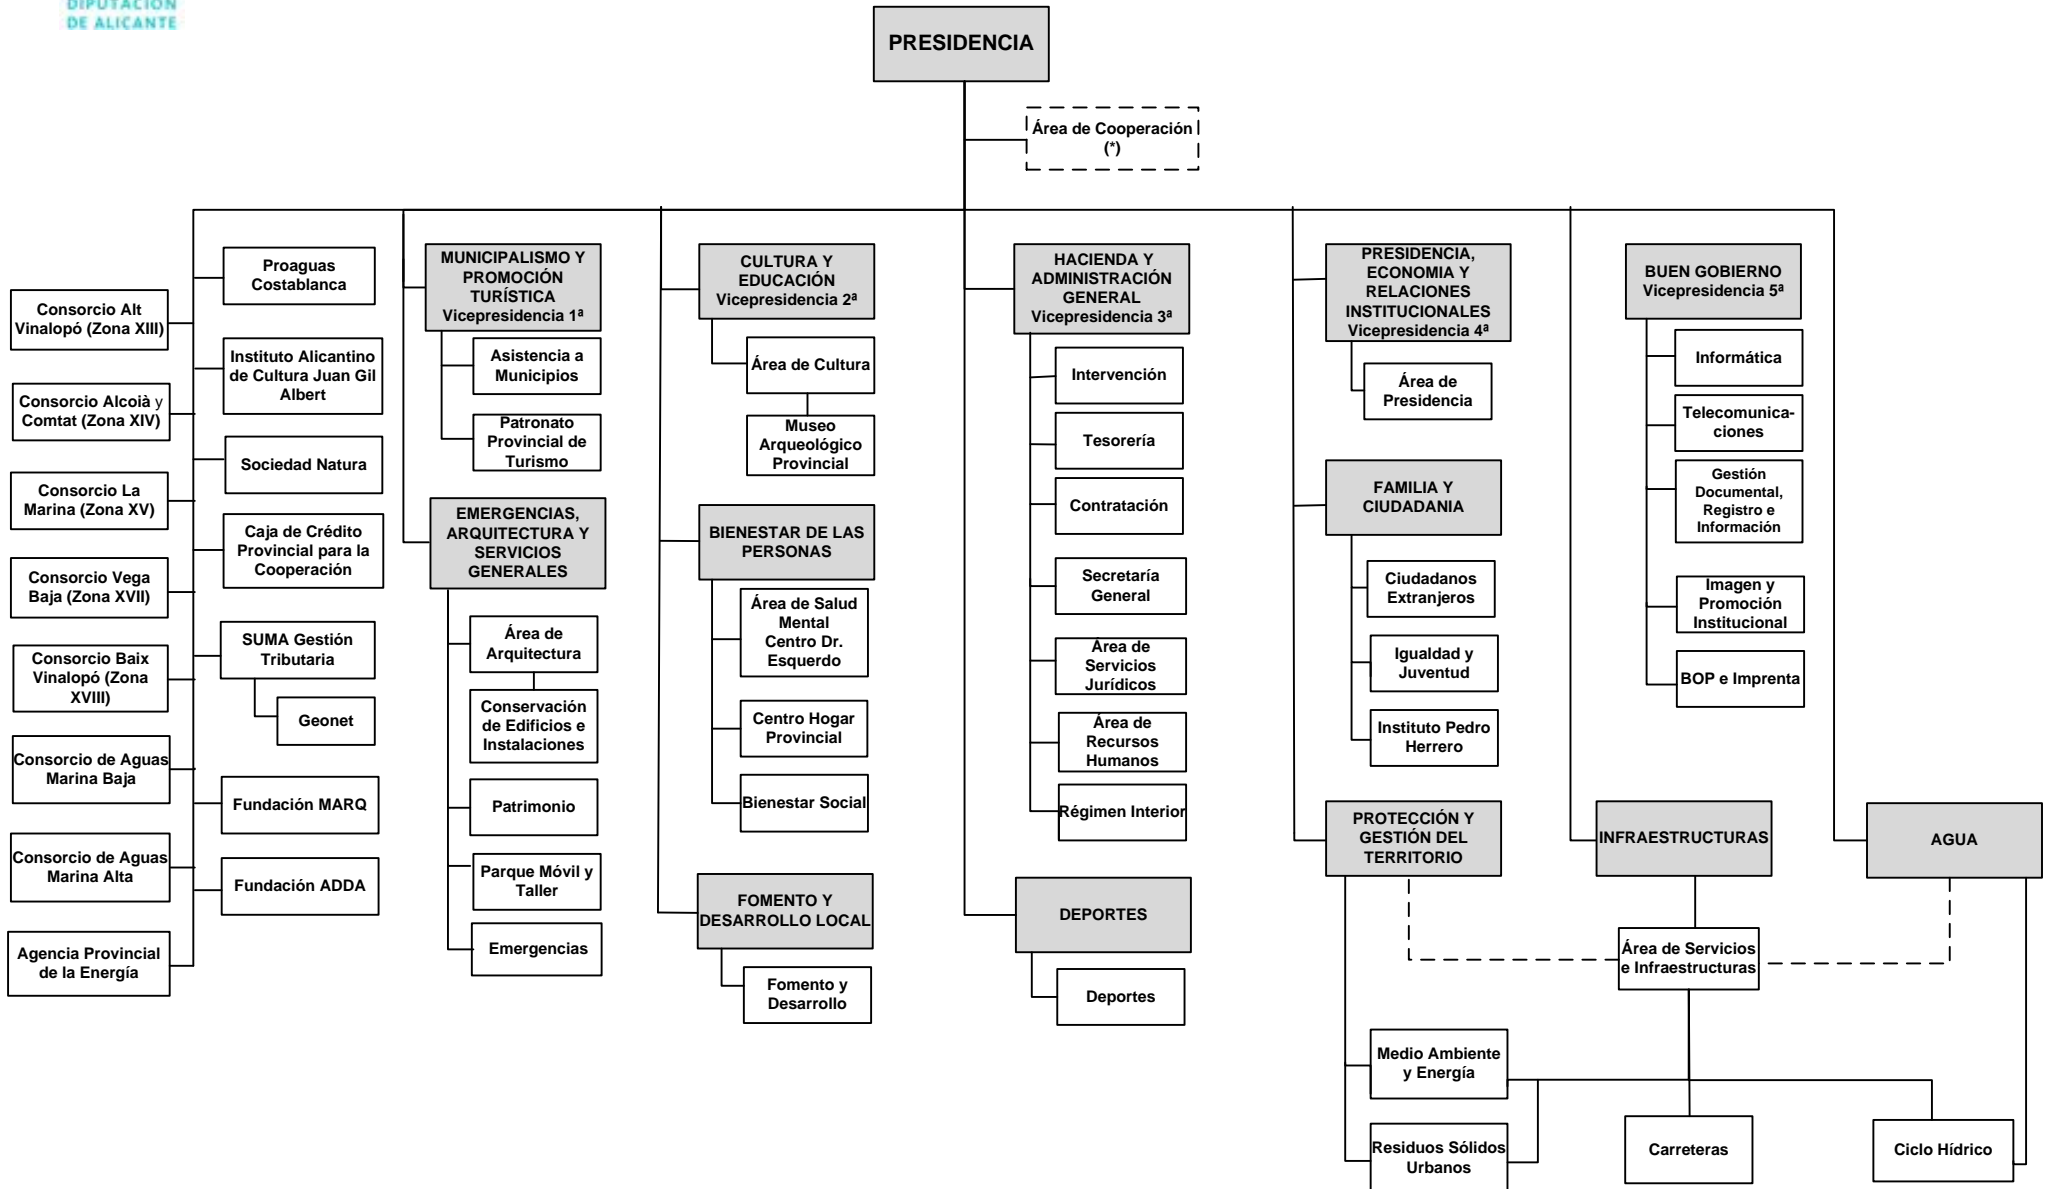 DIPUTACIÓN
DE ALICANTE
PRESIDENCIA
Área de Cooperación
(*)
Consorcio Alt
Vinalopó (Zona XIII)
Consorcio Alcoià y
Comtat (Zona XIV)
Consorcio La
Marina (Zona XV)
Consorcio Vega
Baja (Zona XVII)
Consorcio Baix
Vinalopó (Zona
XVIII)
Consorcio de Aguas
Marina Baja
Consorcio de Aguas
Marina Alta
Agencia Provincial
de la Energía
Proaguas
Costablanca
Instituto Alicantino
de Cultura Juan Gil
Albert
Sociedad Natura
Caja de Crédito
Provincial para la
Cooperación
SUMA Gestión
Tributaria
Geonet
Fundación MARQ
Fundación ADDA
MUNICIPALISMO Y
PROMOCIÓN
TURÍSTICA
Vicepresidencia 1ª
Asistencia a
Municipios
Patronato
Provincial de
Turismo
EMERGENCIAS,
ARQUITECTURA Y
SERVICIOS
GENERALES
Área de
Arquitectura
Conservación
de Edificios e
Instalaciones
Patrimonio
Parque Móvil y
Taller
Emergencias
CULTURA Y
EDUCACIÓN
Vicepresidencia 2ª
Área de Cultura
Museo
Arqueológico
Provincial
BIENESTAR DE LAS
PERSONAS
Área de Salud
Mental
Centro Dr.
Esquerdo
Centro Hogar
Provincial
Bienestar Social
FOMENTO Y
DESARROLLO LOCAL
Fomento y
Desarrollo
HACIENDA Y
ADMINISTRACIÓN
GENERAL
Vicepresidencia 3ª
Intervención
Tesorería
Contratación
Secretaría
General
Área de
Servicios
Jurídicos
Área de
Recursos
Humanos
Régimen Interior
DEPORTES
Deportes
PRESIDENCIA,
ECONOMIA Y
RELACIONES
INSTITUCIONALES
Vicepresidencia 4ª
Área de
Presidencia
FAMILIA Y
CIUDADANIA
Ciudadanos
Extranjeros
Igualdad y
Juventud
Instituto Pedro
Herrero
PROTECCIÓN Y
GESTIÓN DEL
TERRITORIO
Medio Ambiente
y Energía
Residuos Sólidos
Urbanos
BUEN GOBIERNO
Vicepresidencia 5ª
Informática
Telecomunica-
ciones
Gestión
Documental,
Registro e
Información
Imagen y
Promoción
Institucional
BOP e Imprenta
INFRAESTRUCTURAS
Área de Servicios
e Infraestructuras
Carreteras
AGUA
Ciclo Hídrico